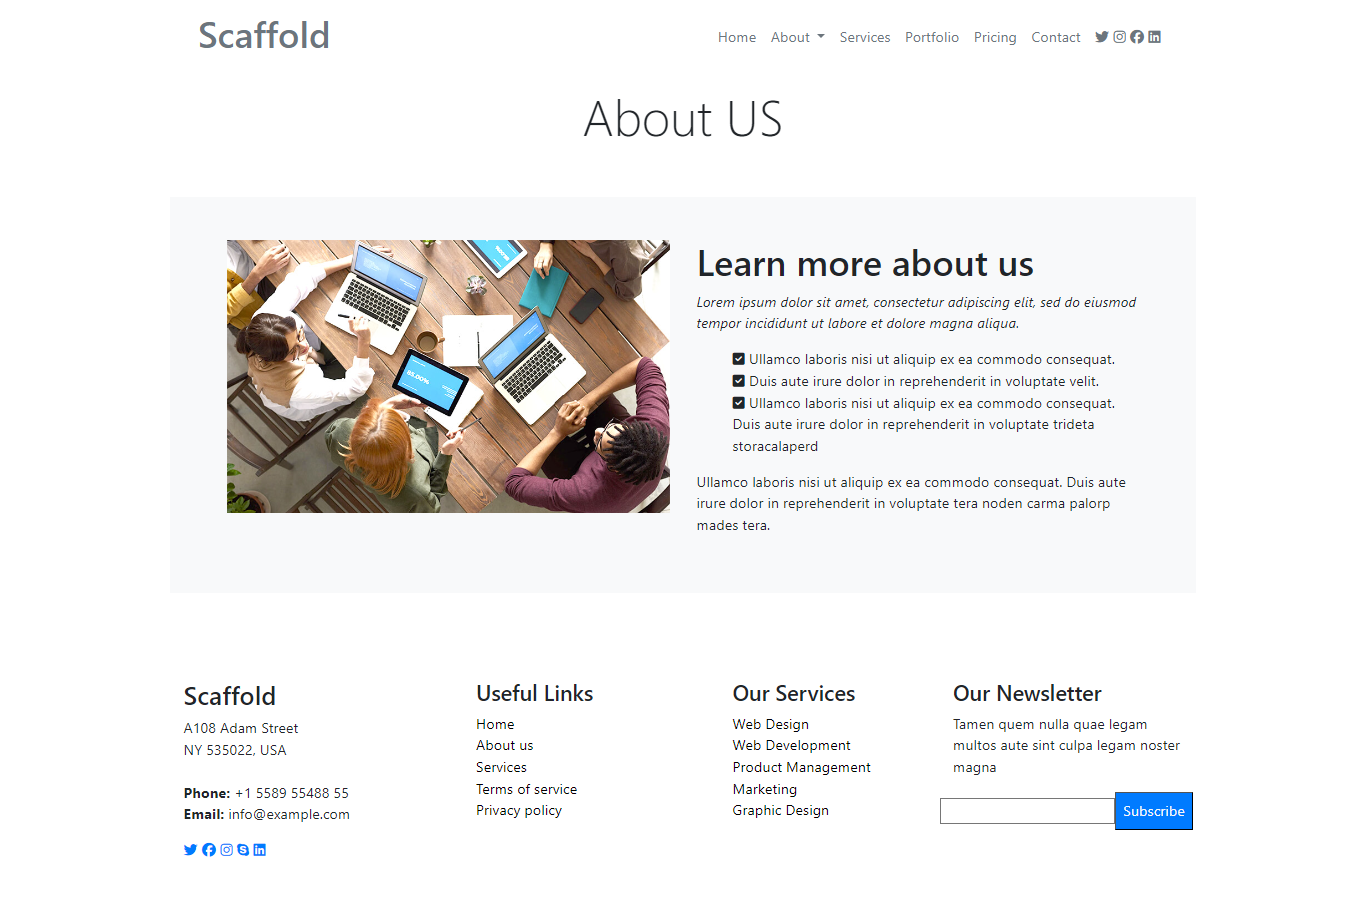 Scaffold
Home About Services Portfolio Pricing Contact
About US
88.00%
Learn more about us
Lorem ipsum dolor sit amet, consectetur adipiscing elit, sed do eiusmod
tempor incididunt ut labore et dolore magna aliqua.
Ullamco laboris nisi ut aliquip ex ea commodo consequat.
Duis aute irure dolor in reprehenderit in voluptate velit.
Ullamco laboris nisi ut aliquip ex ea commodo consequat.
Duis aute irure dolor in reprehenderit in voluptate trideta
storacalaperd
Ullamco laboris nisi ut aliquip ex ea commodo consequat. Duis aute
irure dolor in reprehenderit in voluptate tera noden carma palorp
mades tera.
Scaffold
A108 Adam Street
NY 535022, USA
Phone: +1 5589 55488 55
Email: info@example.com
Useful Links
Home
About us
Services
Terms of service
Privacy policy
Our Services
Web Design
Web Development
Product Management
Marketing
Graphic Design
Our Newsletter
Tamen quem nulla quae legam
multos aute sint culpa legam noster
magna
Subscribe